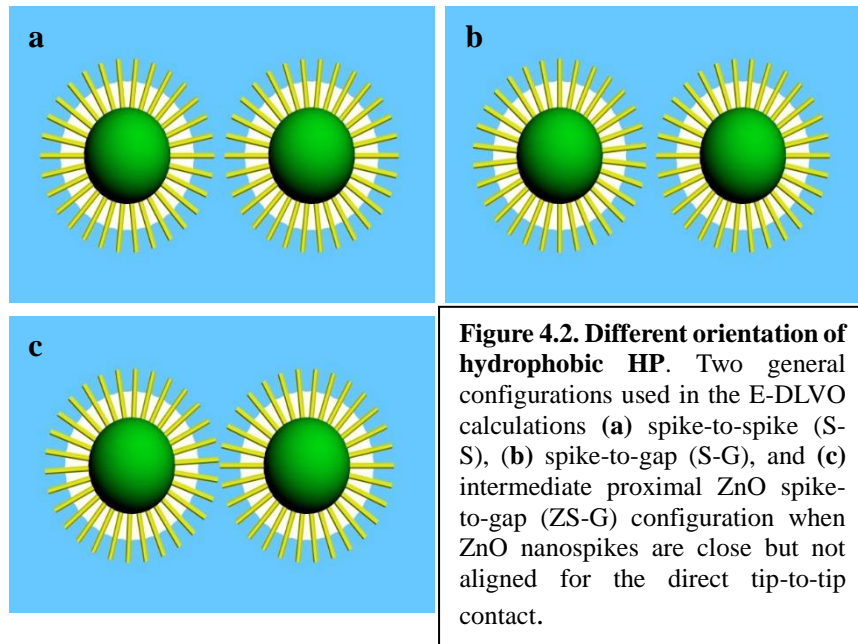 a
b
c
Figure 4.2. Different orientation of
hydrophobic HP. Two general
configurations used in the E-DLVO
calculations (a) spike-to-spike (S-
S), (b) spike-to-gap (S-G), and (c)
intermediate proximal ZnO spike-
to-gap (ZS-G) configuration when
ZnO nanospikes are close but not
aligned for the direct tip-to-tip
contact.